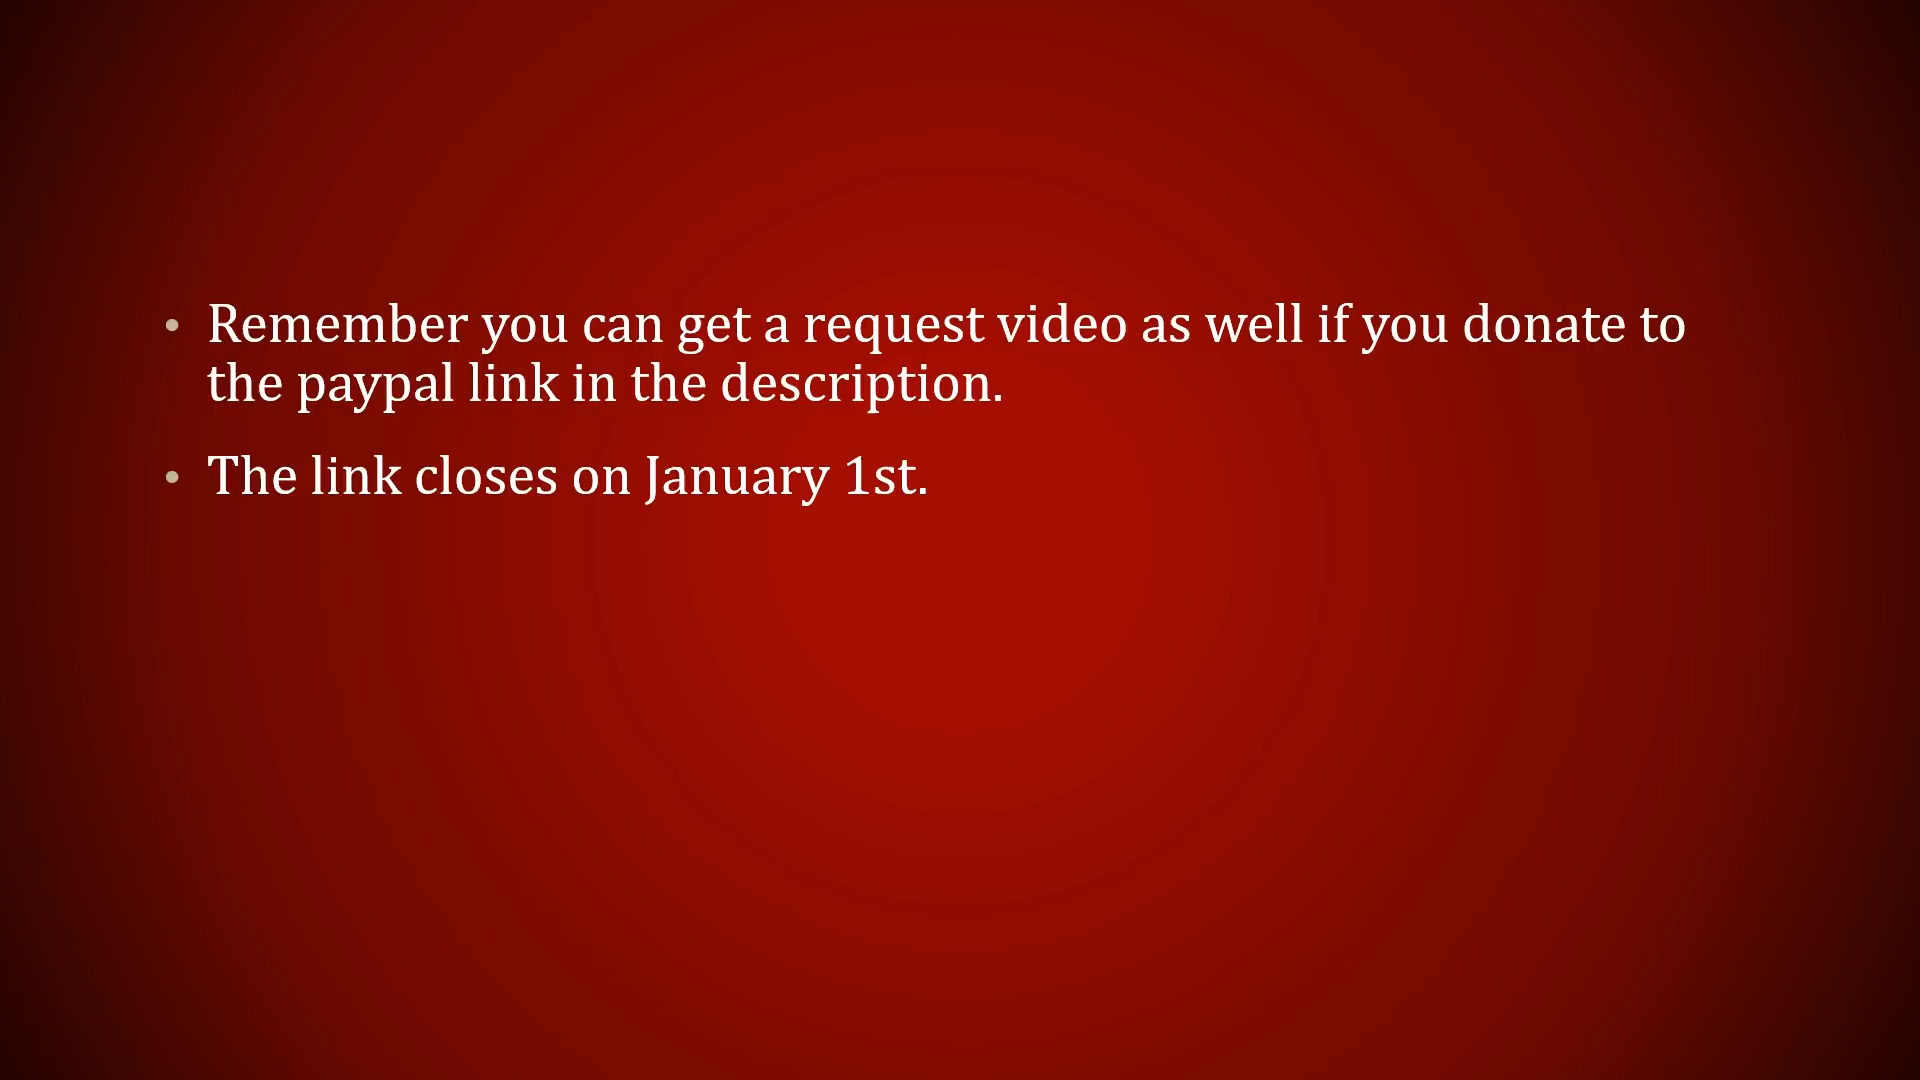 • Remember you can get a request video as well if you donate to
the paypal link in the description.
• The link closes on January 1st.